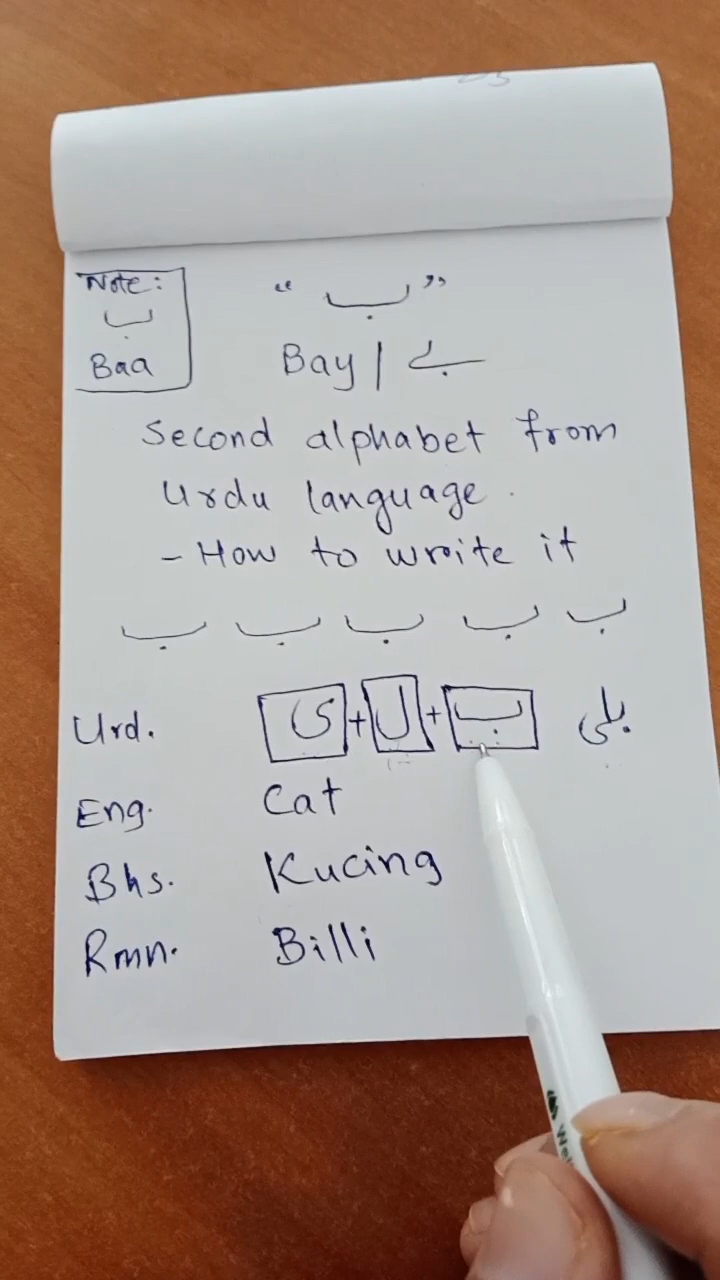 Note:
ب
Baa
"ب"
Bay | بے
Second alphabet from
Urdu language.
- How to write it
ب ب ب ب ب
Urd. ی + ل + ب بلی
Eng. Cat
Bhs. Kucing
Rmn. Billi